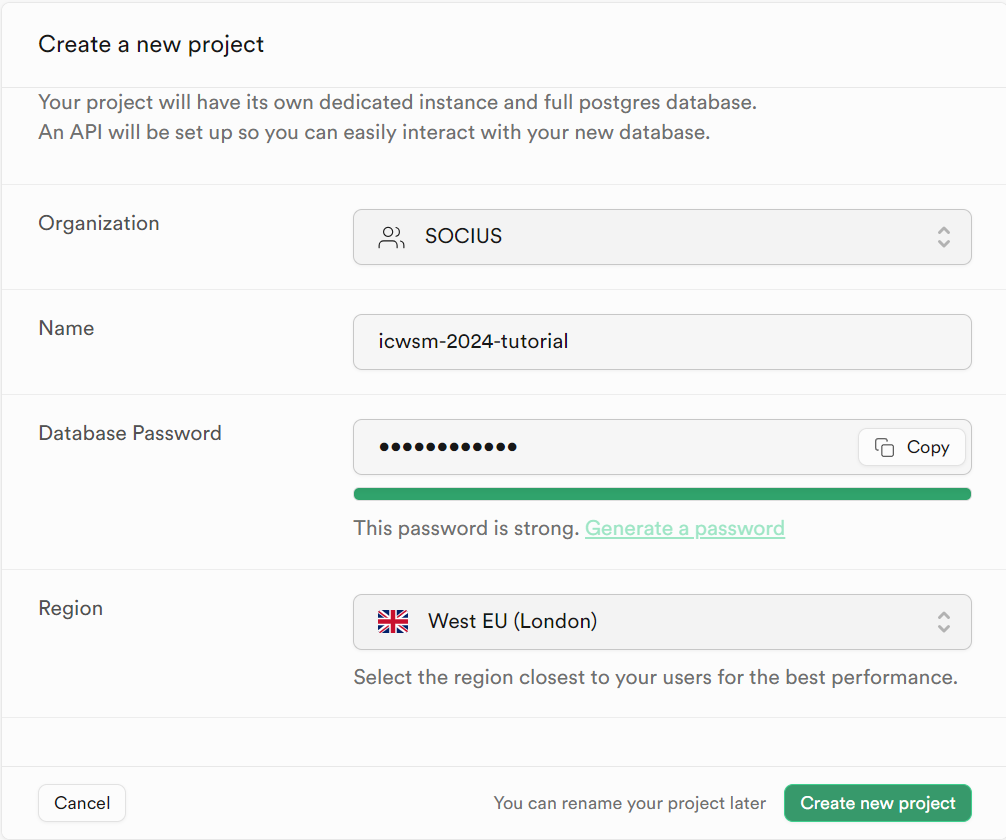 Create a new project
Your project will have its own dedicated instance and full postgres database.
An API will be set up so you can easily interact with your new database.
Organization
SOCIUS
Name
icwsm-2024-tutorial
Database Password
••••••••••••
Copy
This password is strong. Generate a password
Region
West EU (London)
Select the region closest to your users for the best performance.
Cancel
You can rename your project later
Create new project